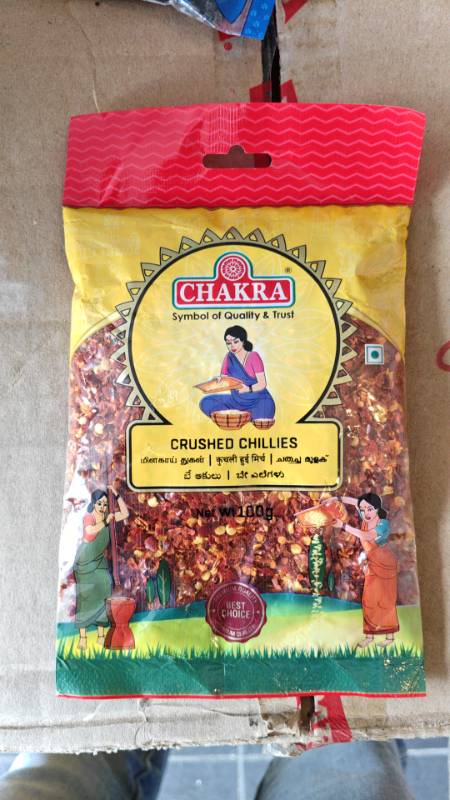 CHAKRA ®
Symbol of Quality & Trust
CRUSHED CHILLIES
மிளகாய் துகள் | कुचली हुई मिर्च | ചതച്ച മുളക്
Net Wt 100g
BEST
CHOICE